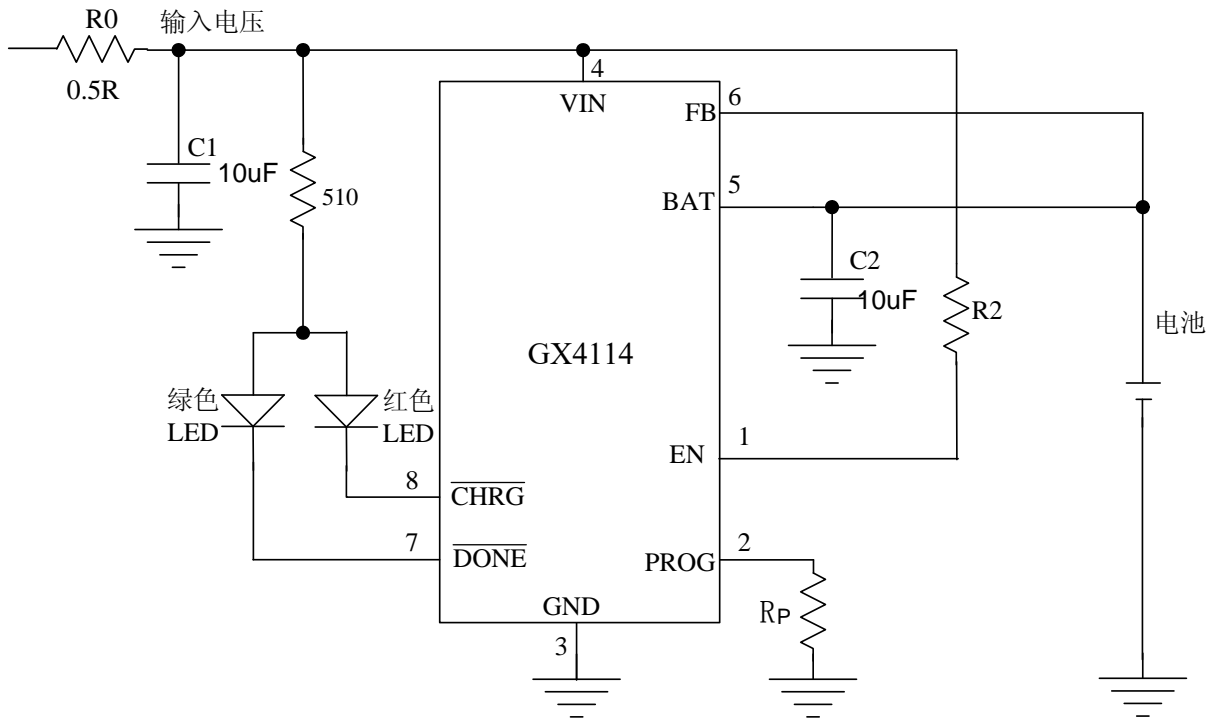 R0
输入电压
0.5R
C1
10uF
510
4
VIN
6
FB
5
BAT
C2
10uF
R2
电池
GX4114
绿色
LED
红色
LED
1
EN
8
CHRG
7
DONE
2
PROG
RP
GND
3